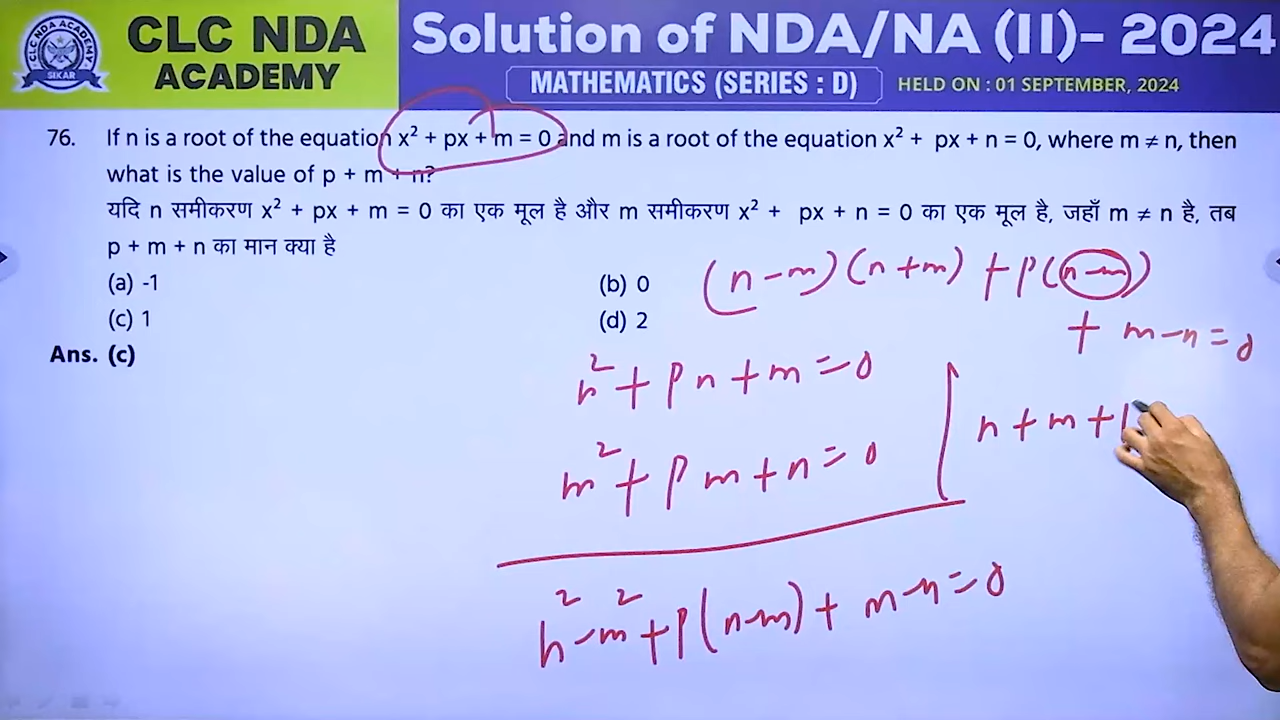 CLC NDA ACADEMY
SIKAR
CLC NDA
ACADEMY
Solution of NDA/NA (II)- 2024
MATHEMATICS (SERIES : D)
HELD ON : 01 SEPTEMBER, 2024
76. If n is a root of the equation x² + px + m = 0 and m is a root of the equation x² + px + n = 0, where m ≠ n, then
what is the value of p + m + n?
यदि n समीकरण x² + px + m = 0 का एक मूल है और m समीकरण x² + px + n = 0 का एक मूल है, जहाँ m ≠ n है, तब
p + m + n का मान क्या है
(a) -1
(b) 0
(c) 1
(d) 2
Ans. (c)
(n-m)(n+m) + p(n-m)
+ m-n=0
n²+pn+m=0
m²+pm+n=0
n+m+
n²-m²+p(n-m)+m-n=0